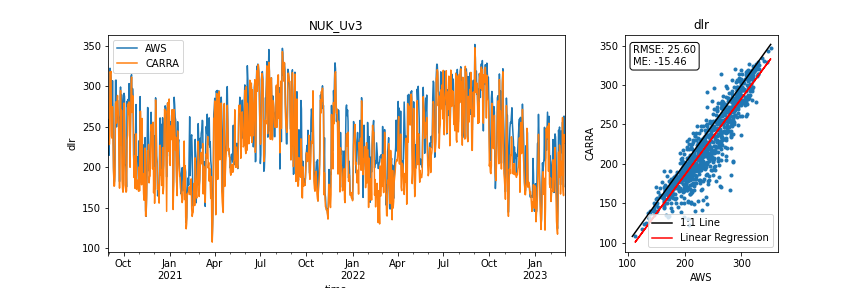 NUK_Uv3
AWS
CARRA
dlr
350
300
250
200
150
100
Oct
Jan
2021
Apr
Jul
Oct
Jan
2022
Apr
Jul
Oct
Jan
2023
time
dlr
RMSE: 25.60
ME: -15.46
CARRA
350
300
250
200
150
100
1:1 Line
Linear Regression
100
200
300
AWS